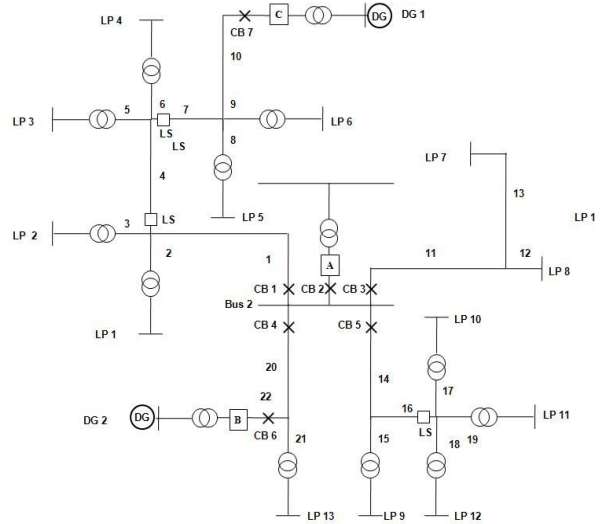 LP 4
C
DG
DG 1
CB 7
10
5
6
7
9
LP 3
LS
LS
8
LP 6
LP 7
4
13
LS
LP 5
LP 1
LP 2
3
2
11
12
A
LP 8
1
CB 1
CB 2
CB 3
Bus 2
LP 1
CB 4
CB 5
LP 10
20
14
17
22
16
DG 2
DG
B
LS
LP 11
CB 6
21
15
18
19
LP 13
LP 9
LP 12